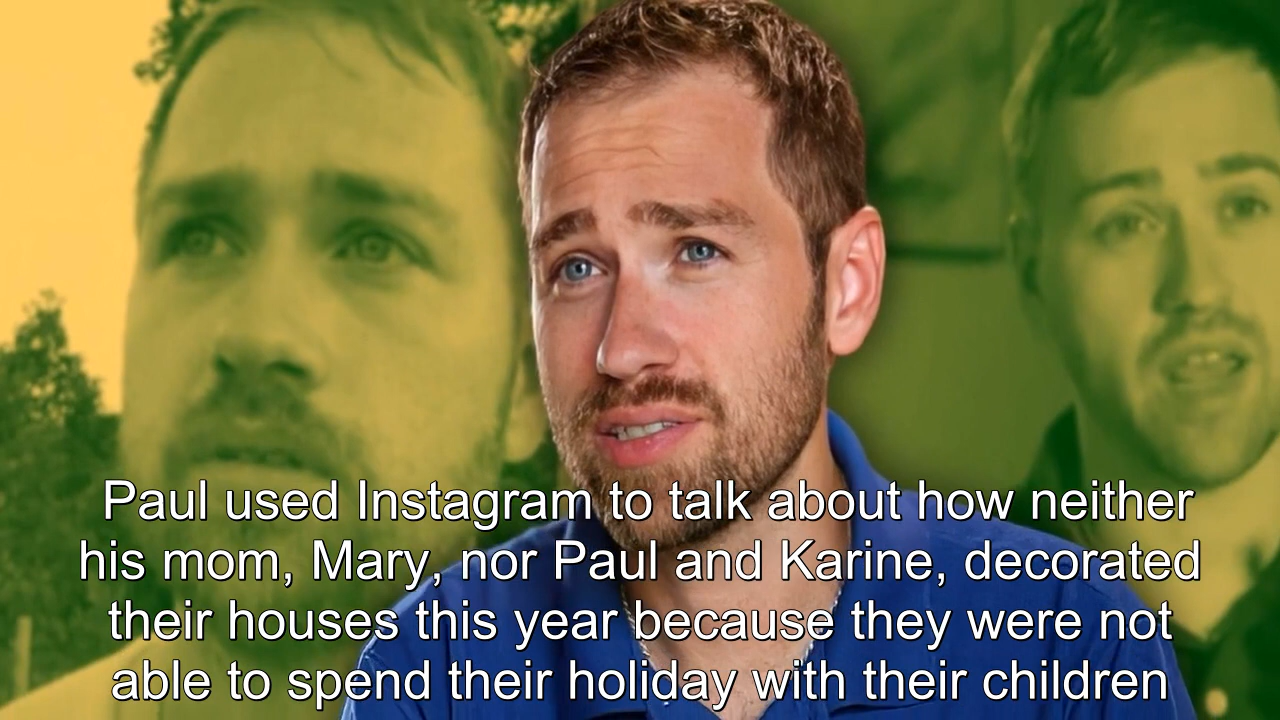 Paul used Instagram to talk about how neither
his mom, Mary, nor Paul and Karine, decorated
their houses this year because they were not
able to spend their holiday with their children